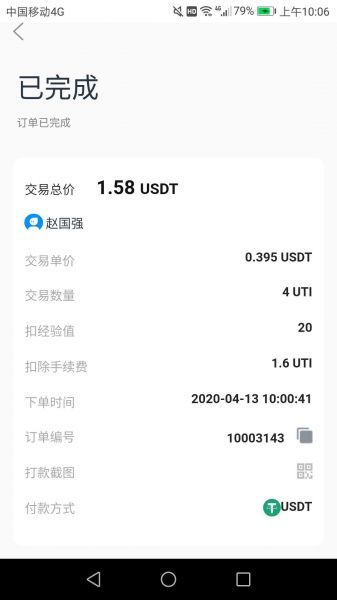 中国移动4G HD 4G 79% 上午10:06
已完成
订单已完成
交易总价 1.58 USDT
赵国强
交易单价 0.395 USDT
交易数量 4 UTI
扣经验值 20
扣除手续费 1.6 UTI
下单时间 2020-04-13 10:00:41
订单编号 10003143
打款截图
付款方式 USDT